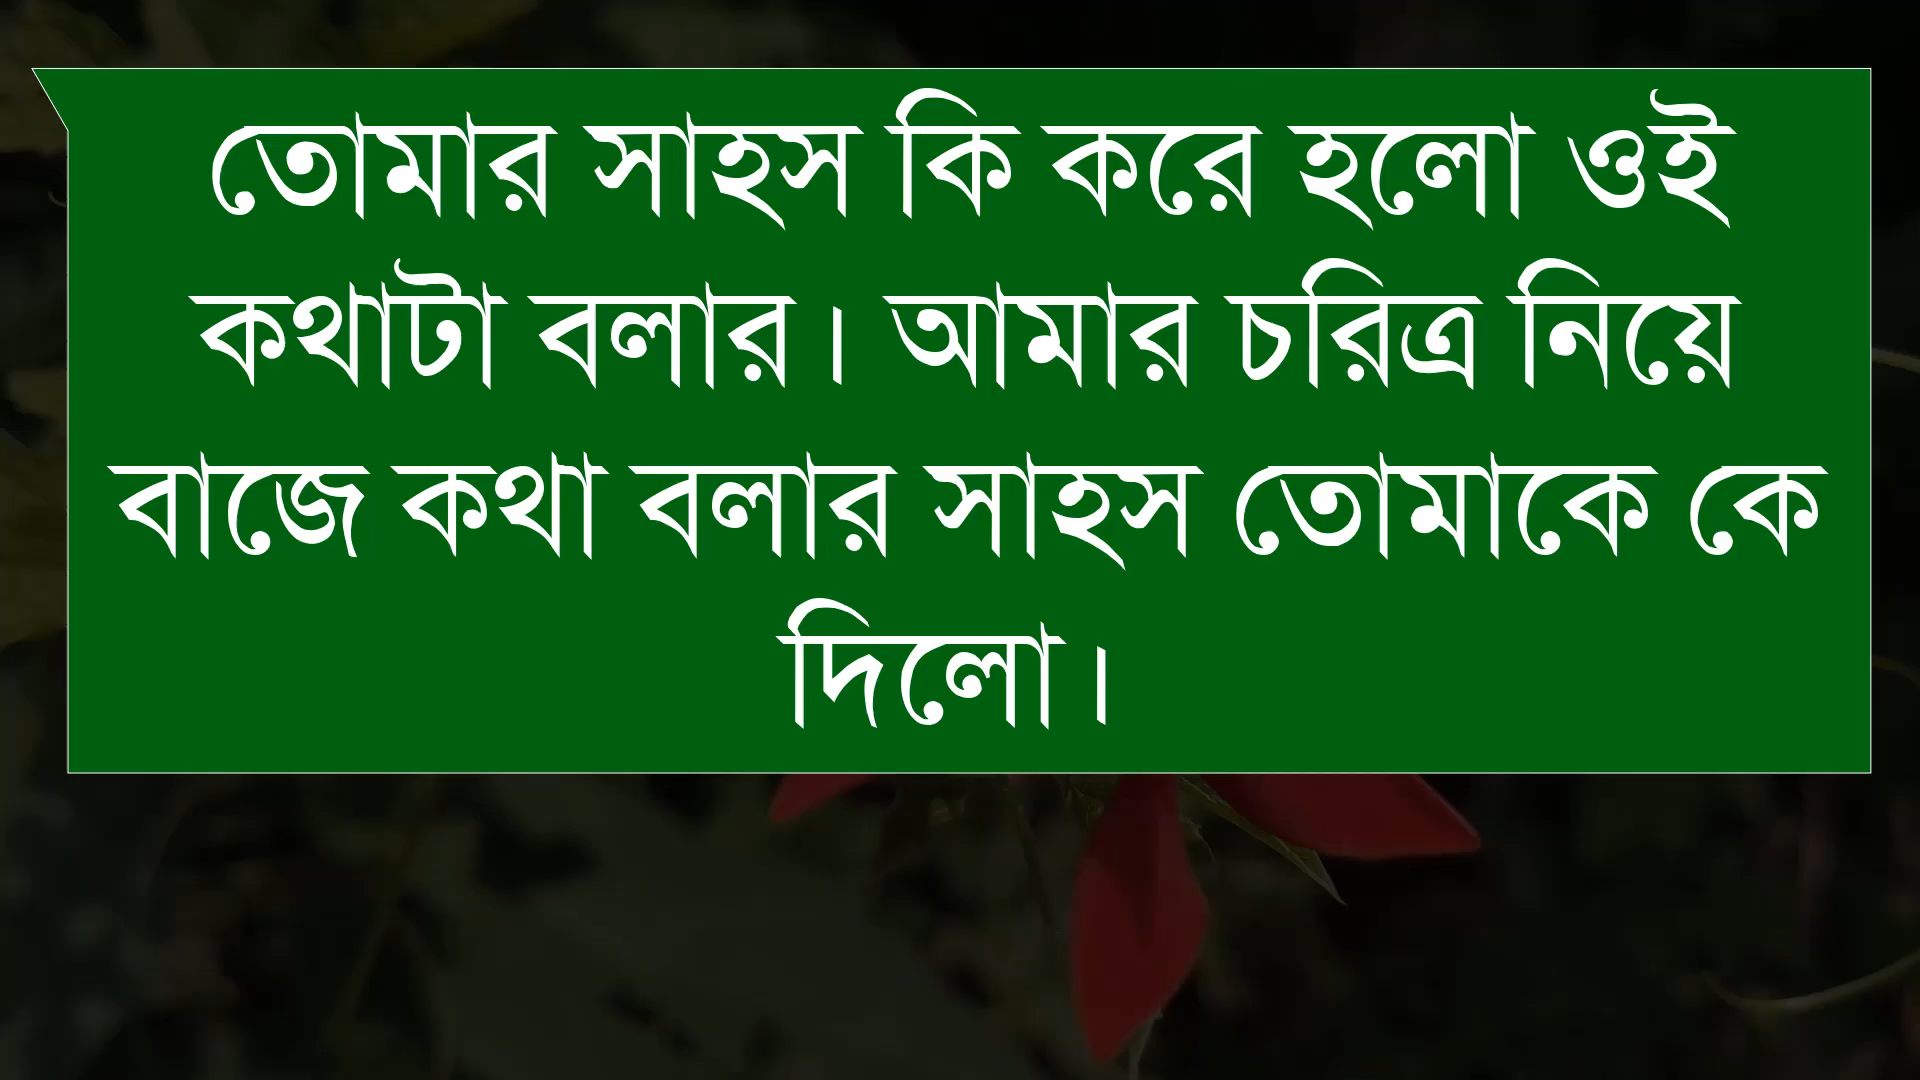 তোমার সাহস কি করে হলো ওই
কথাটা বলার। আমার চরিত্র নিয়ে
বাজে কথা বলার সাহস তোমাকে কে
দিলো।